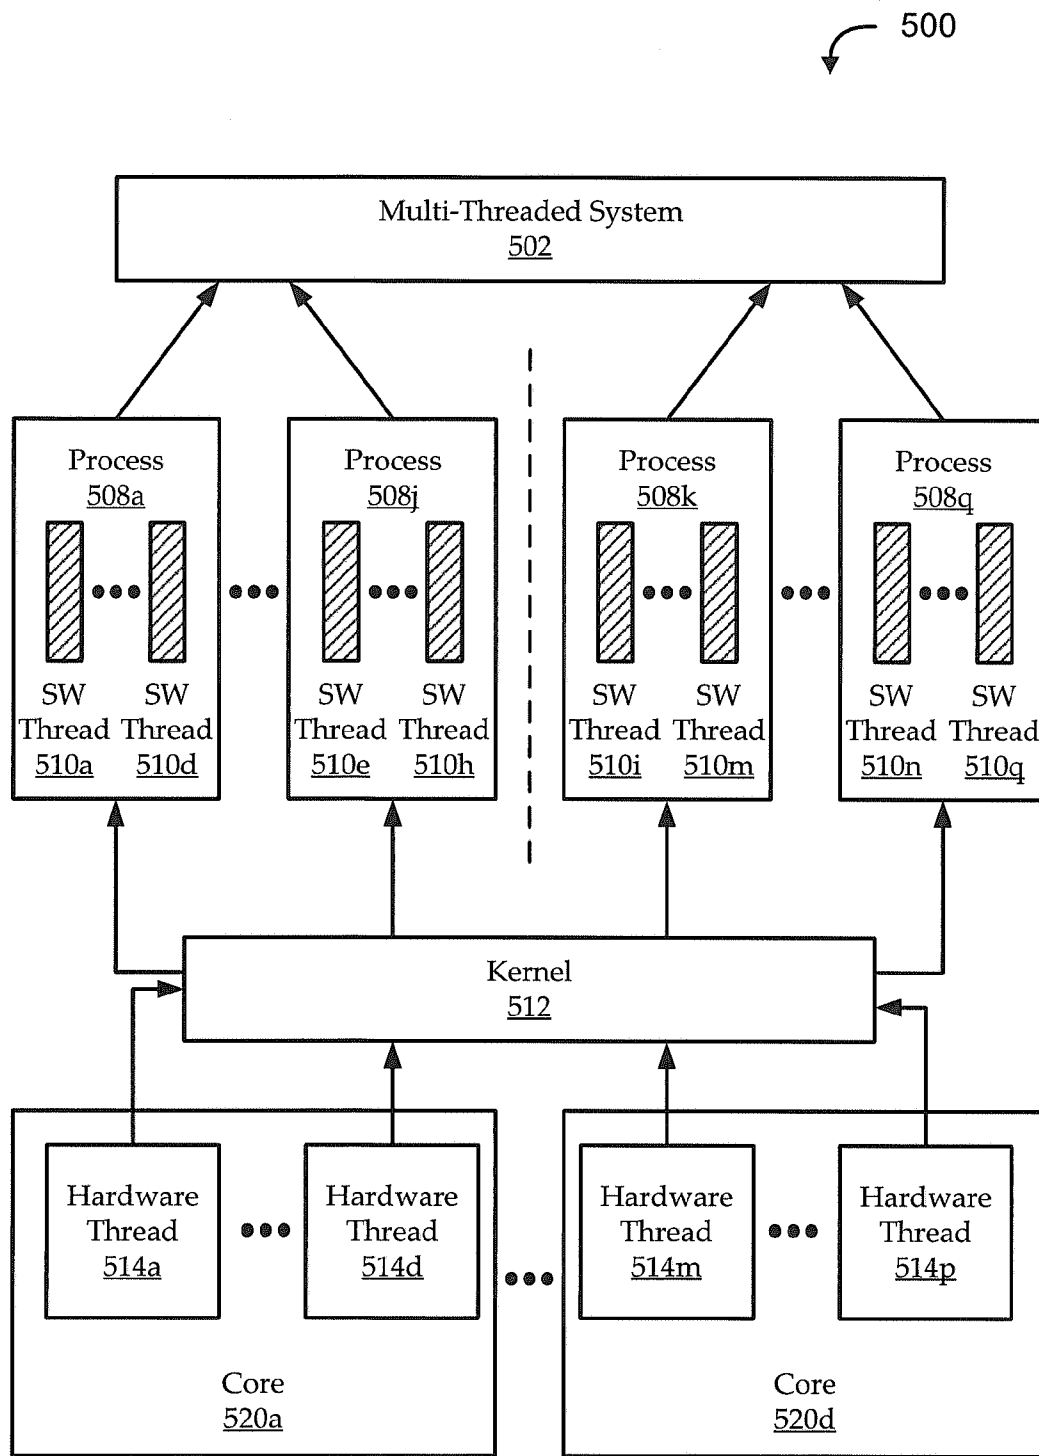 500
Multi-Threaded System
502
Process
508a
SW
Thread
510a
SW
Thread
510d
Process
508j
SW
Thread
510e
SW
Thread
510h
Process
508k
SW
Thread
510i
SW
Thread
510m
Process
508q
SW
Thread
510n
SW
Thread
510q
Kernel
512
Hardware
Thread
514a
Hardware
Thread
514d
Core
520a
Hardware
Thread
514m
Hardware
Thread
514p
Core
520d